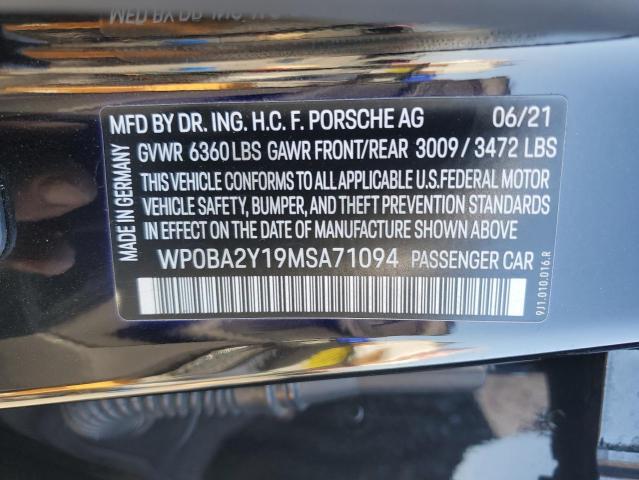 MFD BY DR. ING. H.C. F. PORSCHE AG 06/21
GVWR 6360 LBS GAWR FRONT/REAR 3009 / 3472 LBS
THIS VEHICLE CONFORMS TO ALL APPLICABLE U.S. FEDERAL MOTOR
VEHICLE SAFETY, BUMPER, AND THEFT PREVENTION STANDARDS
IN EFFECT ON THE DATE OF MANUFACTURE SHOWN ABOVE
WP0BA2Y19MSA71094 PASSENGER CAR
MADE IN GERMANY
9J1.010.016.R